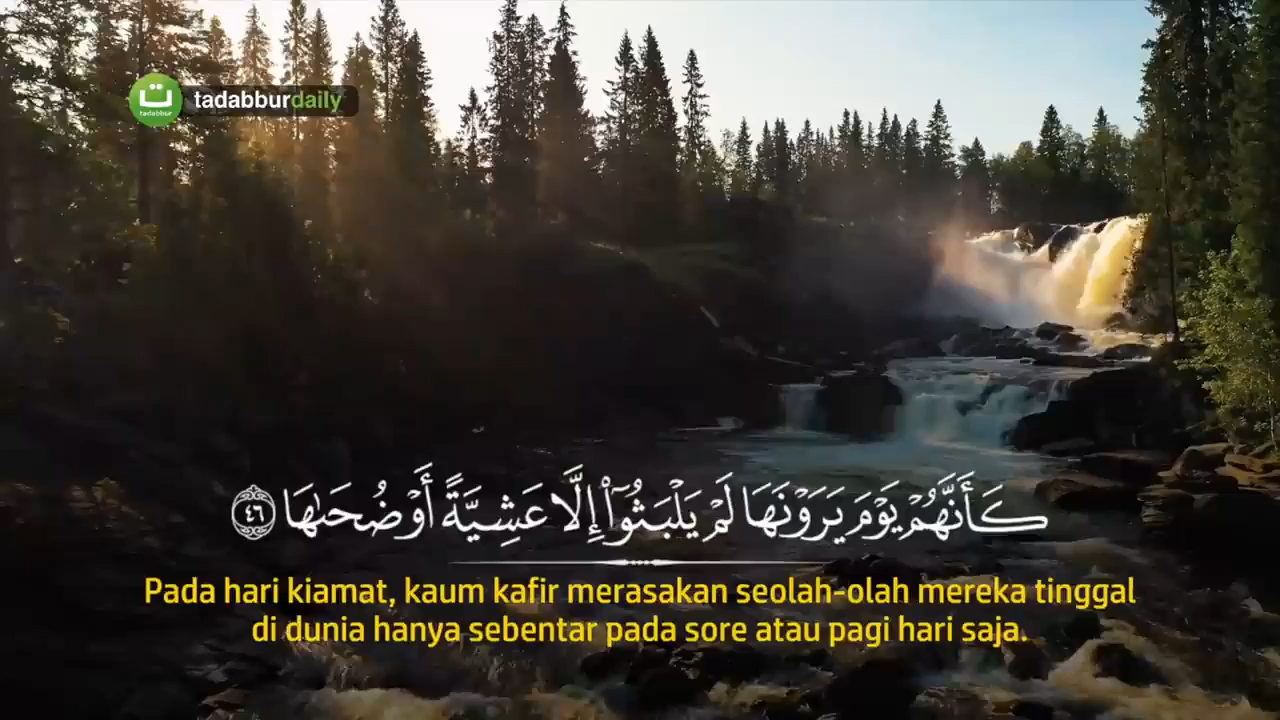 ت
tadabbur
tadabburdaily
كَأَنَّهُمْ يَوْمَ يَرَوْنَهَا لَمْ يَلْبَثُوٓا۟ إِلَّا عَشِيَّةً أَوْ ضُحَىٰهَا ٤٦
Pada hari kiamat, kaum kafir merasakan seolah-olah mereka tinggal
di dunia hanya sebentar pada sore atau pagi hari saja.